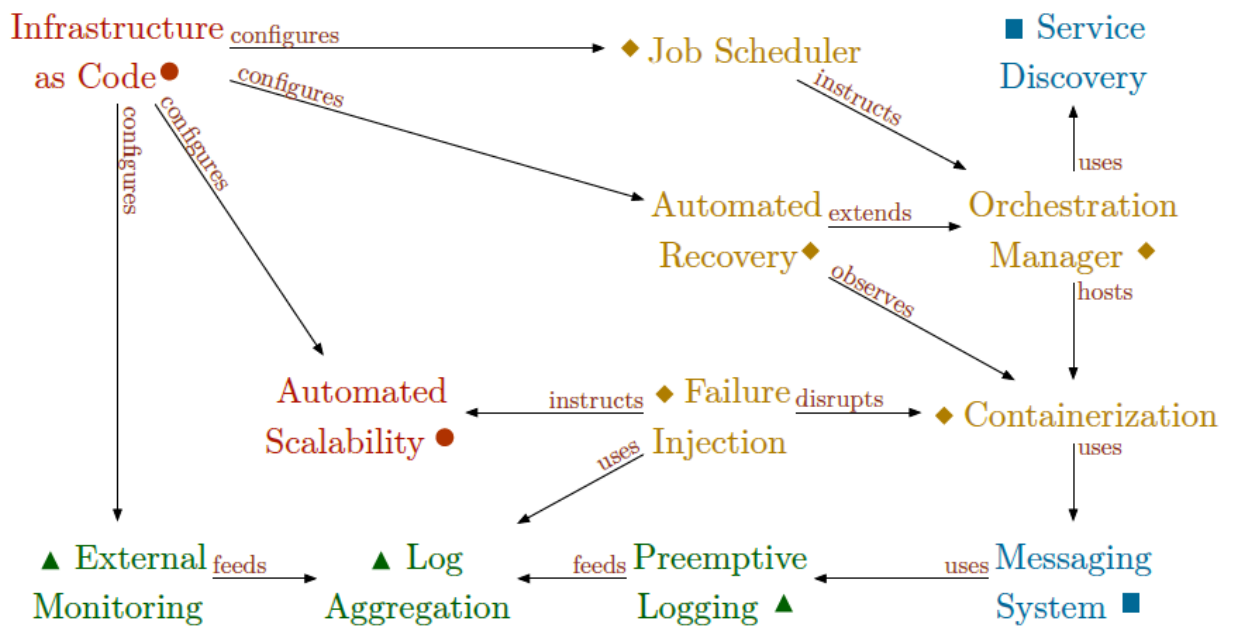 Infrastructure
as Code
configures
Job Scheduler
Service
Discovery
configures
configures
configures
instructs
uses
Automated
Recovery
extends
Orchestration
Manager
observes
hosts
Automated
Scalability
instructs
Failure
Injection
disrupts
Containerization
uses
uses
External
Monitoring
feeds
Log
Aggregation
feeds
Preemptive
Logging
uses
Messaging
System